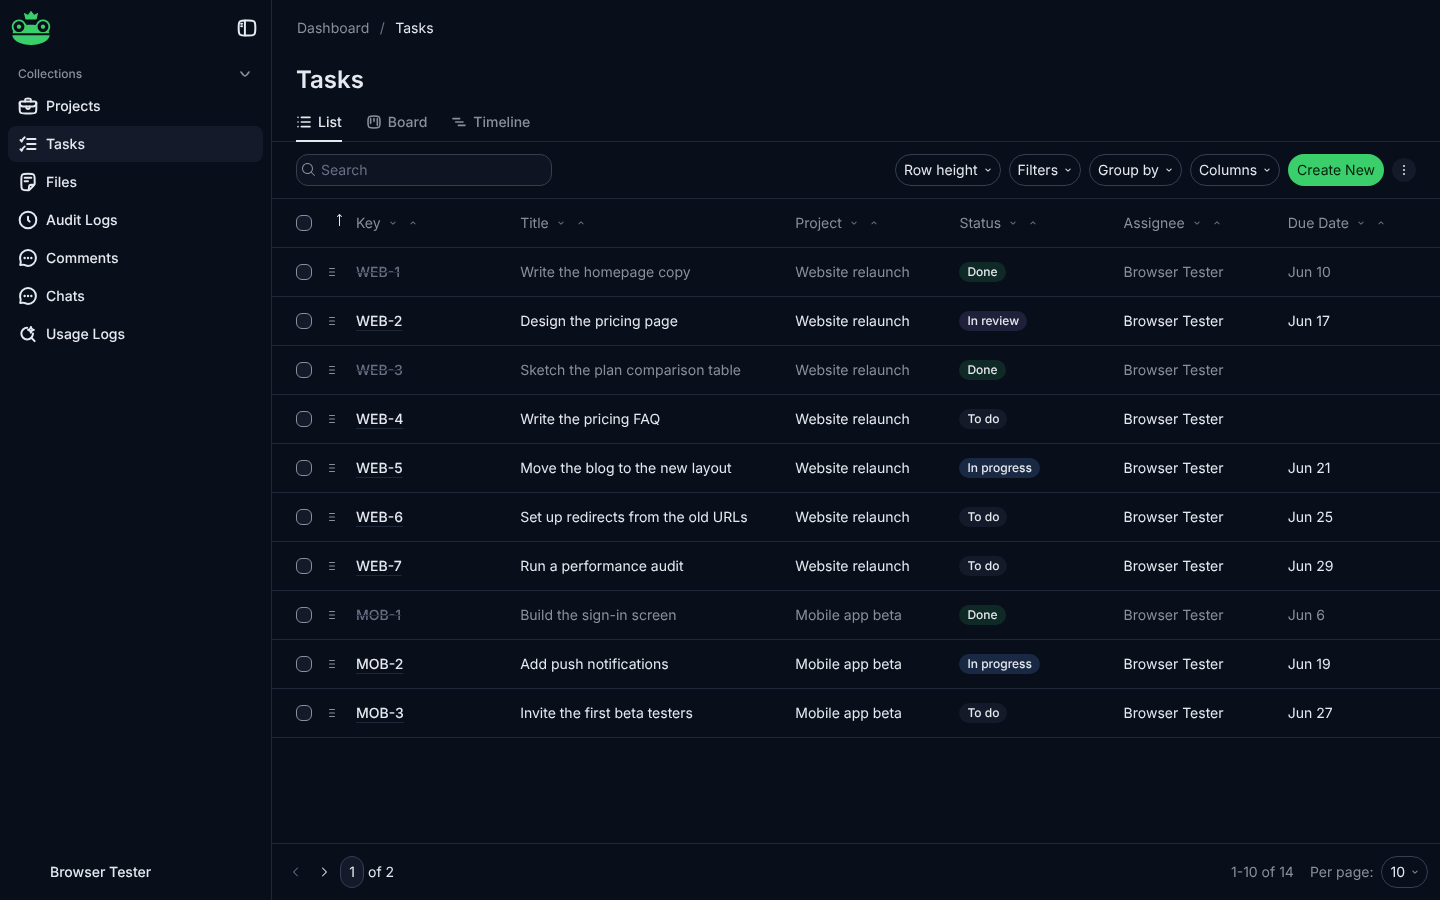 Collections
Projects
Tasks
Files
Audit Logs
Comments
Chats
Usage Logs
Browser Tester
Dashboard / Tasks
Tasks
List Board Timeline
Search Row height Filters Group by Columns Create New
Key Title Project Status Assignee Due Date
WEB-1 Write the homepage copy Website relaunch Done Browser Tester Jun 10
WEB-2 Design the pricing page Website relaunch In review Browser Tester Jun 17
WEB-3 Sketch the plan comparison table Website relaunch Done Browser Tester
WEB-4 Write the pricing FAQ Website relaunch To do Browser Tester
WEB-5 Move the blog to the new layout Website relaunch In progress Browser Tester Jun 21
WEB-6 Set up redirects from the old URLs Website relaunch To do Browser Tester Jun 25
WEB-7 Run a performance audit Website relaunch To do Browser Tester Jun 29
MOB-1 Build the sign-in screen Mobile app beta Done Browser Tester Jun 6
MOB-2 Add push notifications Mobile app beta In progress Browser Tester Jun 19
MOB-3 Invite the first beta testers Mobile app beta To do Browser Tester Jun 27
1 of 2 1-10 of 14 Per page: 10